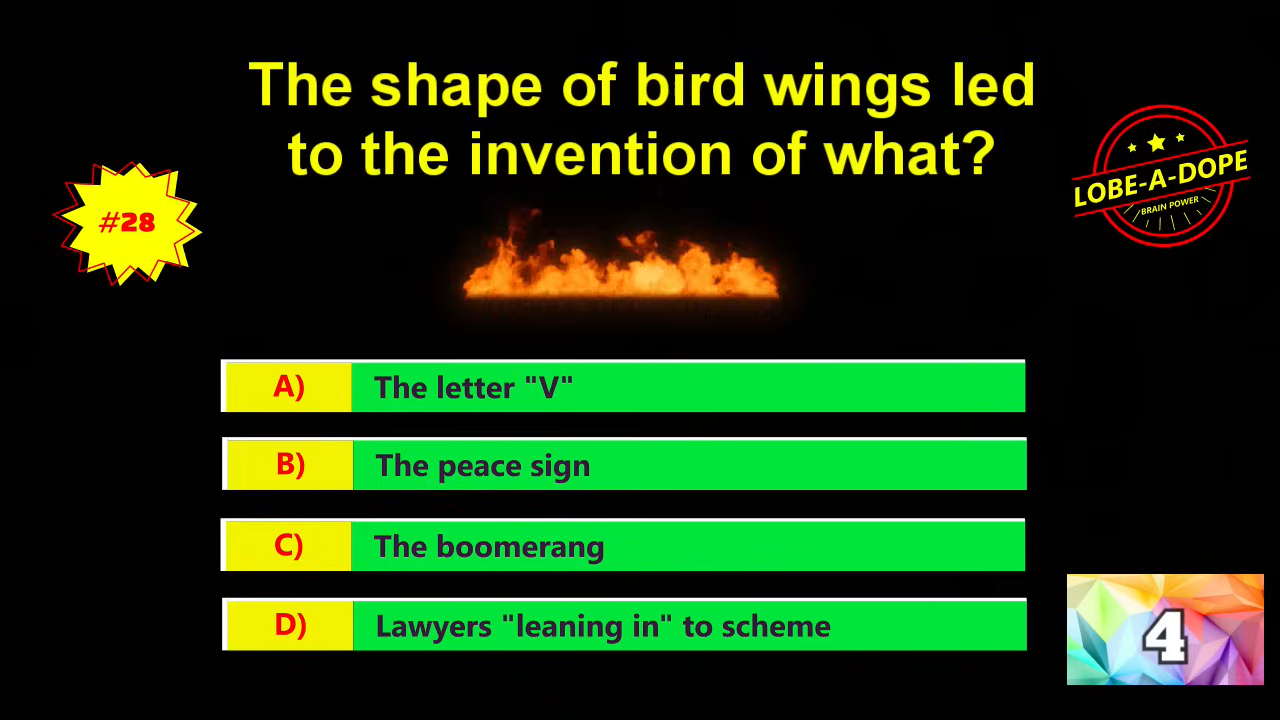 The shape of bird wings led
to the invention of what?
#28
LOBE-A-DOPE
BRAIN POWER
A) The letter "V"
B) The peace sign
C) The boomerang
D) Lawyers "leaning in" to scheme
4